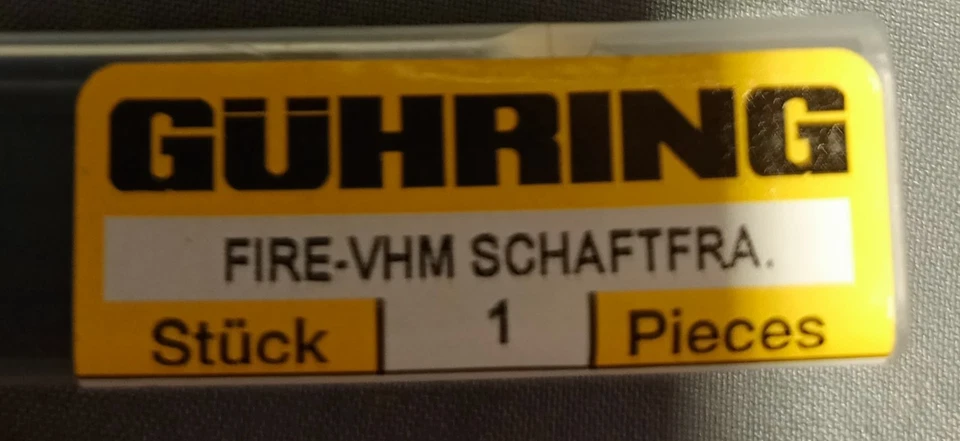 GÜHRING
FIRE-VHM SCHAFTFRA.
Stück 1 Pieces